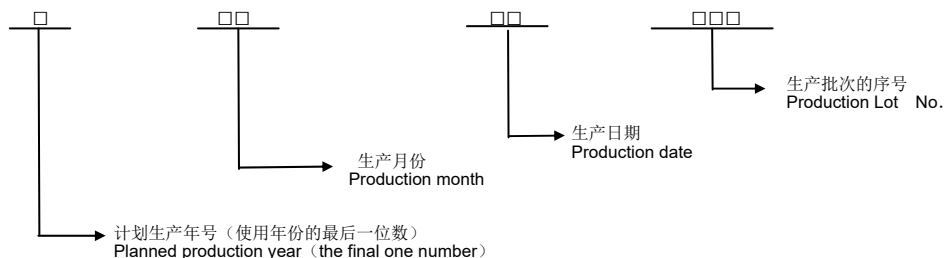 □ □□ □□ □□□
生产批次的序号
Production Lot No.
生产日期
Production date
生产月份
Production month
计划生产年号（使用年份的最后一位数）
Planned production year（the final one number）